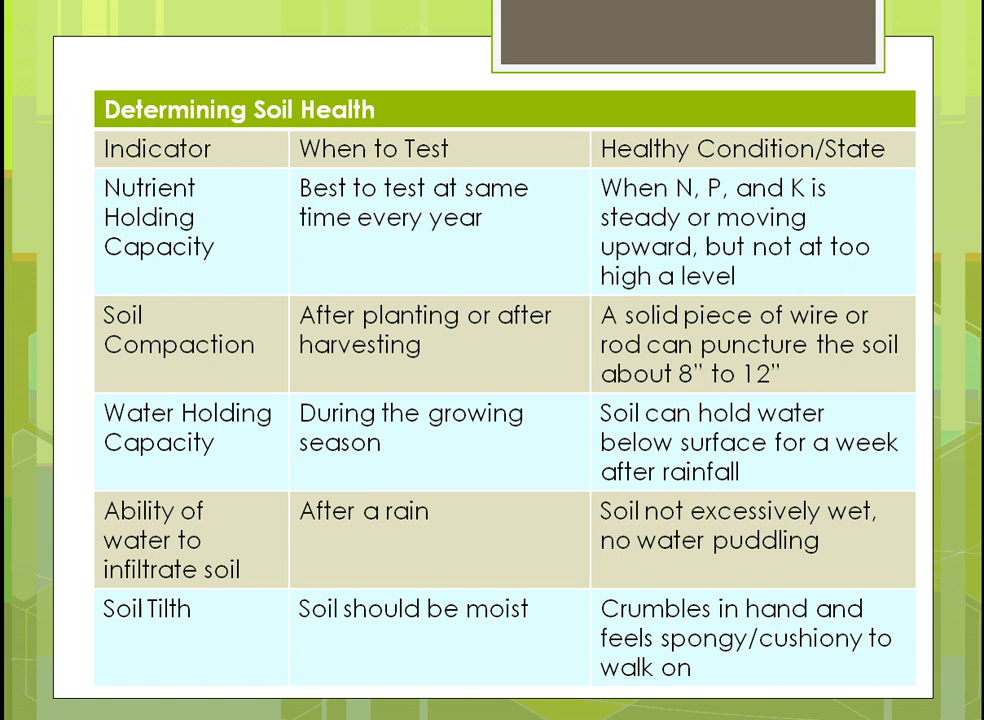 Determining Soil Health
Indicator
When to Test
Healthy Condition/State
Nutrient
Holding
Capacity
Best to test at same
time every year
When N, P, and K is
steady or moving
upward, but not at too
high a level
Soil
Compaction
After planting or after
harvesting
A solid piece of wire or
rod can puncture the soil
about 8” to 12”
Water Holding
Capacity
During the growing
season
Soil can hold water
below surface for a week
after rainfall
Ability of
water to
infiltrate soil
After a rain
Soil not excessively wet,
no water puddling
Soil Tilth
Soil should be moist
Crumbles in hand and
feels spongy/cushiony to
walk on